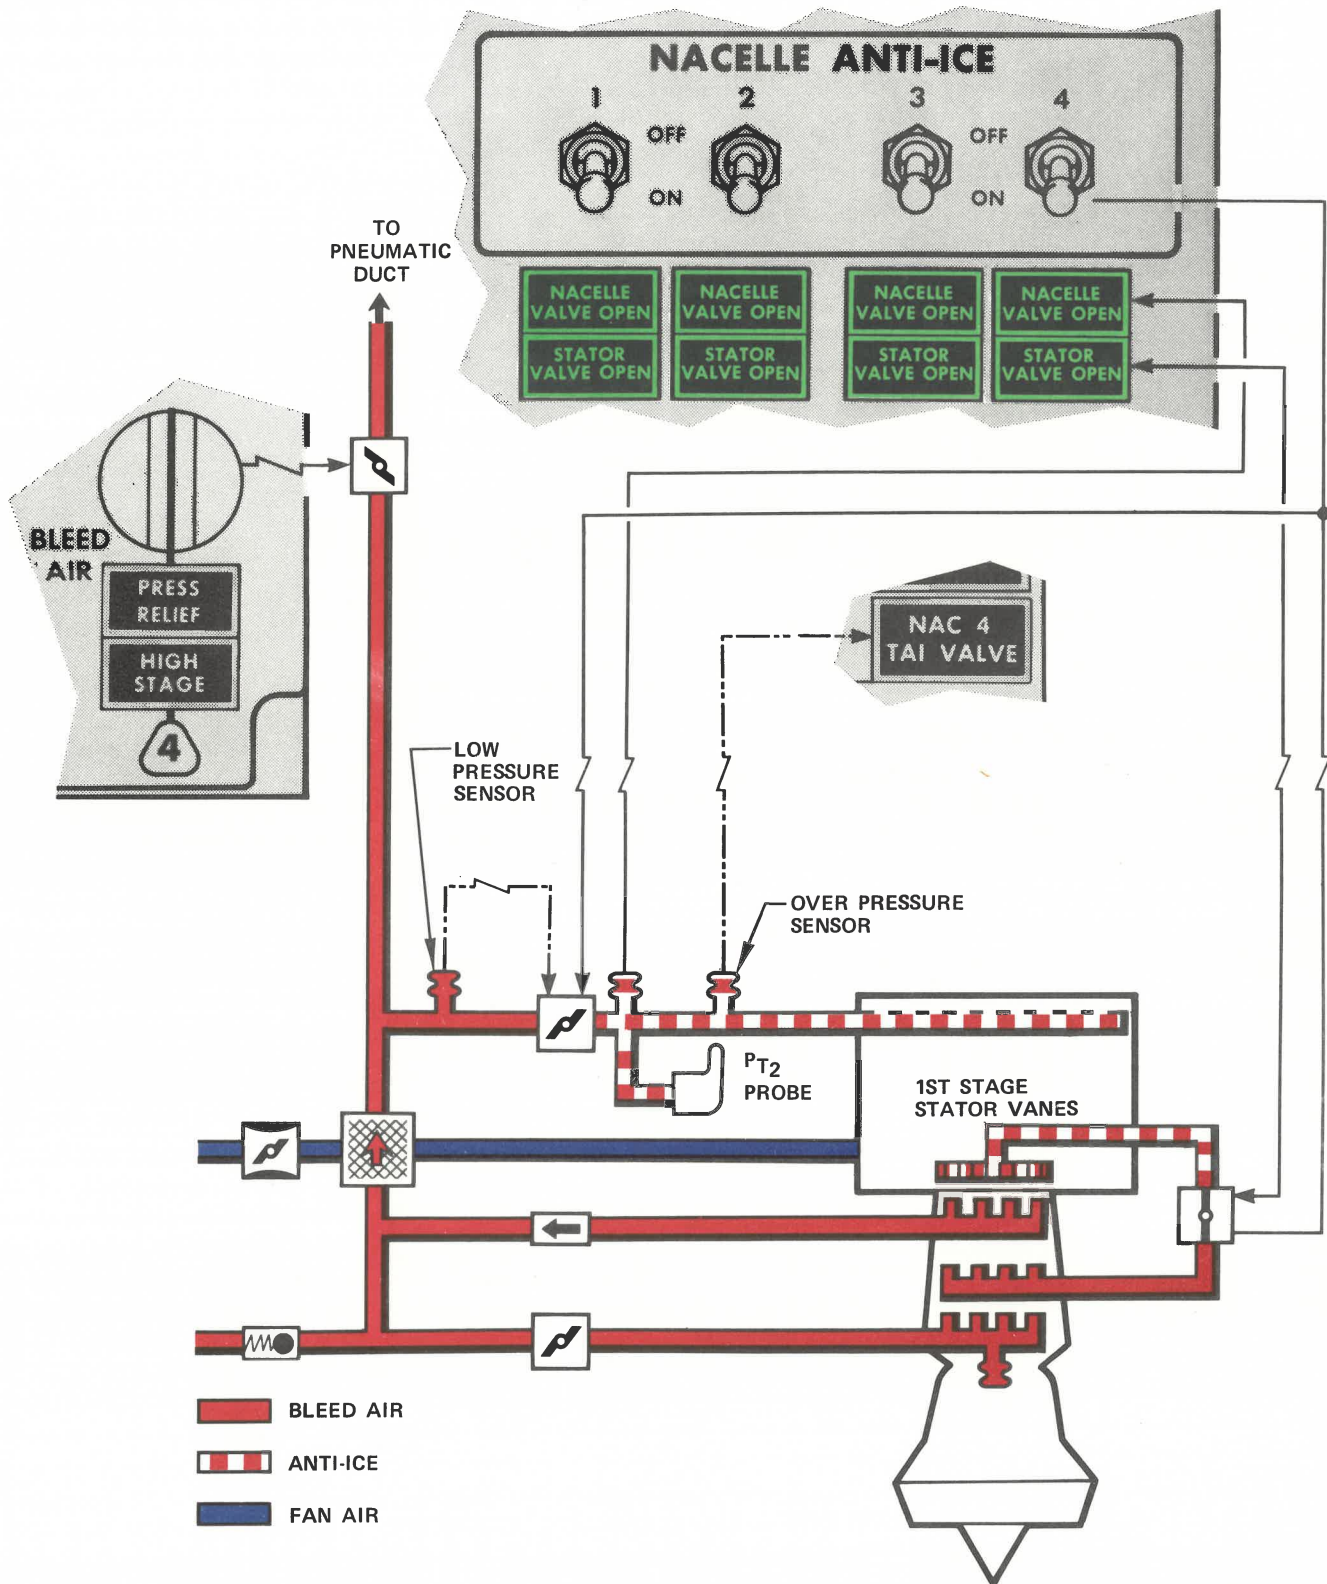 NACELLE ANTI-ICE
1 2 3 4
OFF OFF
ON ON
NACELLE
VALVE OPEN
STATOR
VALVE OPEN
NACELLE
VALVE OPEN
STATOR
VALVE OPEN
NACELLE
VALVE OPEN
STATOR
VALVE OPEN
NACELLE
VALVE OPEN
STATOR
VALVE OPEN
TO
PNEUMATIC
DUCT
BLEED
AIR
PRESS
RELIEF
HIGH
STAGE
4
NAC 4
TAI VALVE
LOW
PRESSURE
SENSOR
OVER PRESSURE
SENSOR
PT2
PROBE
1ST STAGE
STATOR VANES
BLEED AIR
ANTI-ICE
FAN AIR